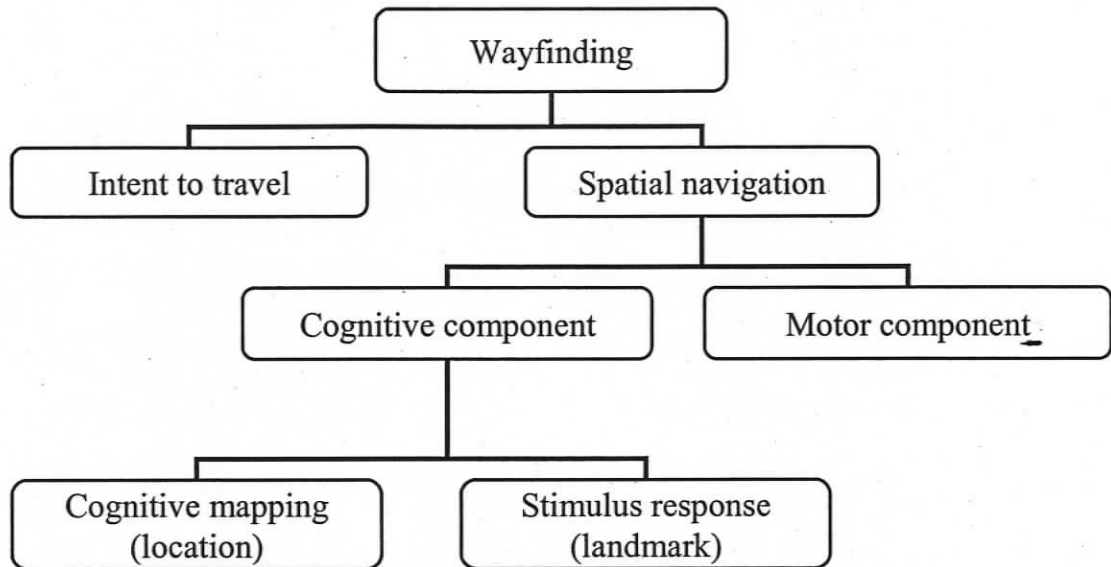 Wayfinding
Intent to travel
Spatial navigation
Cognitive component
Motor component
Cognitive mapping
(location)
Stimulus response
(landmark)